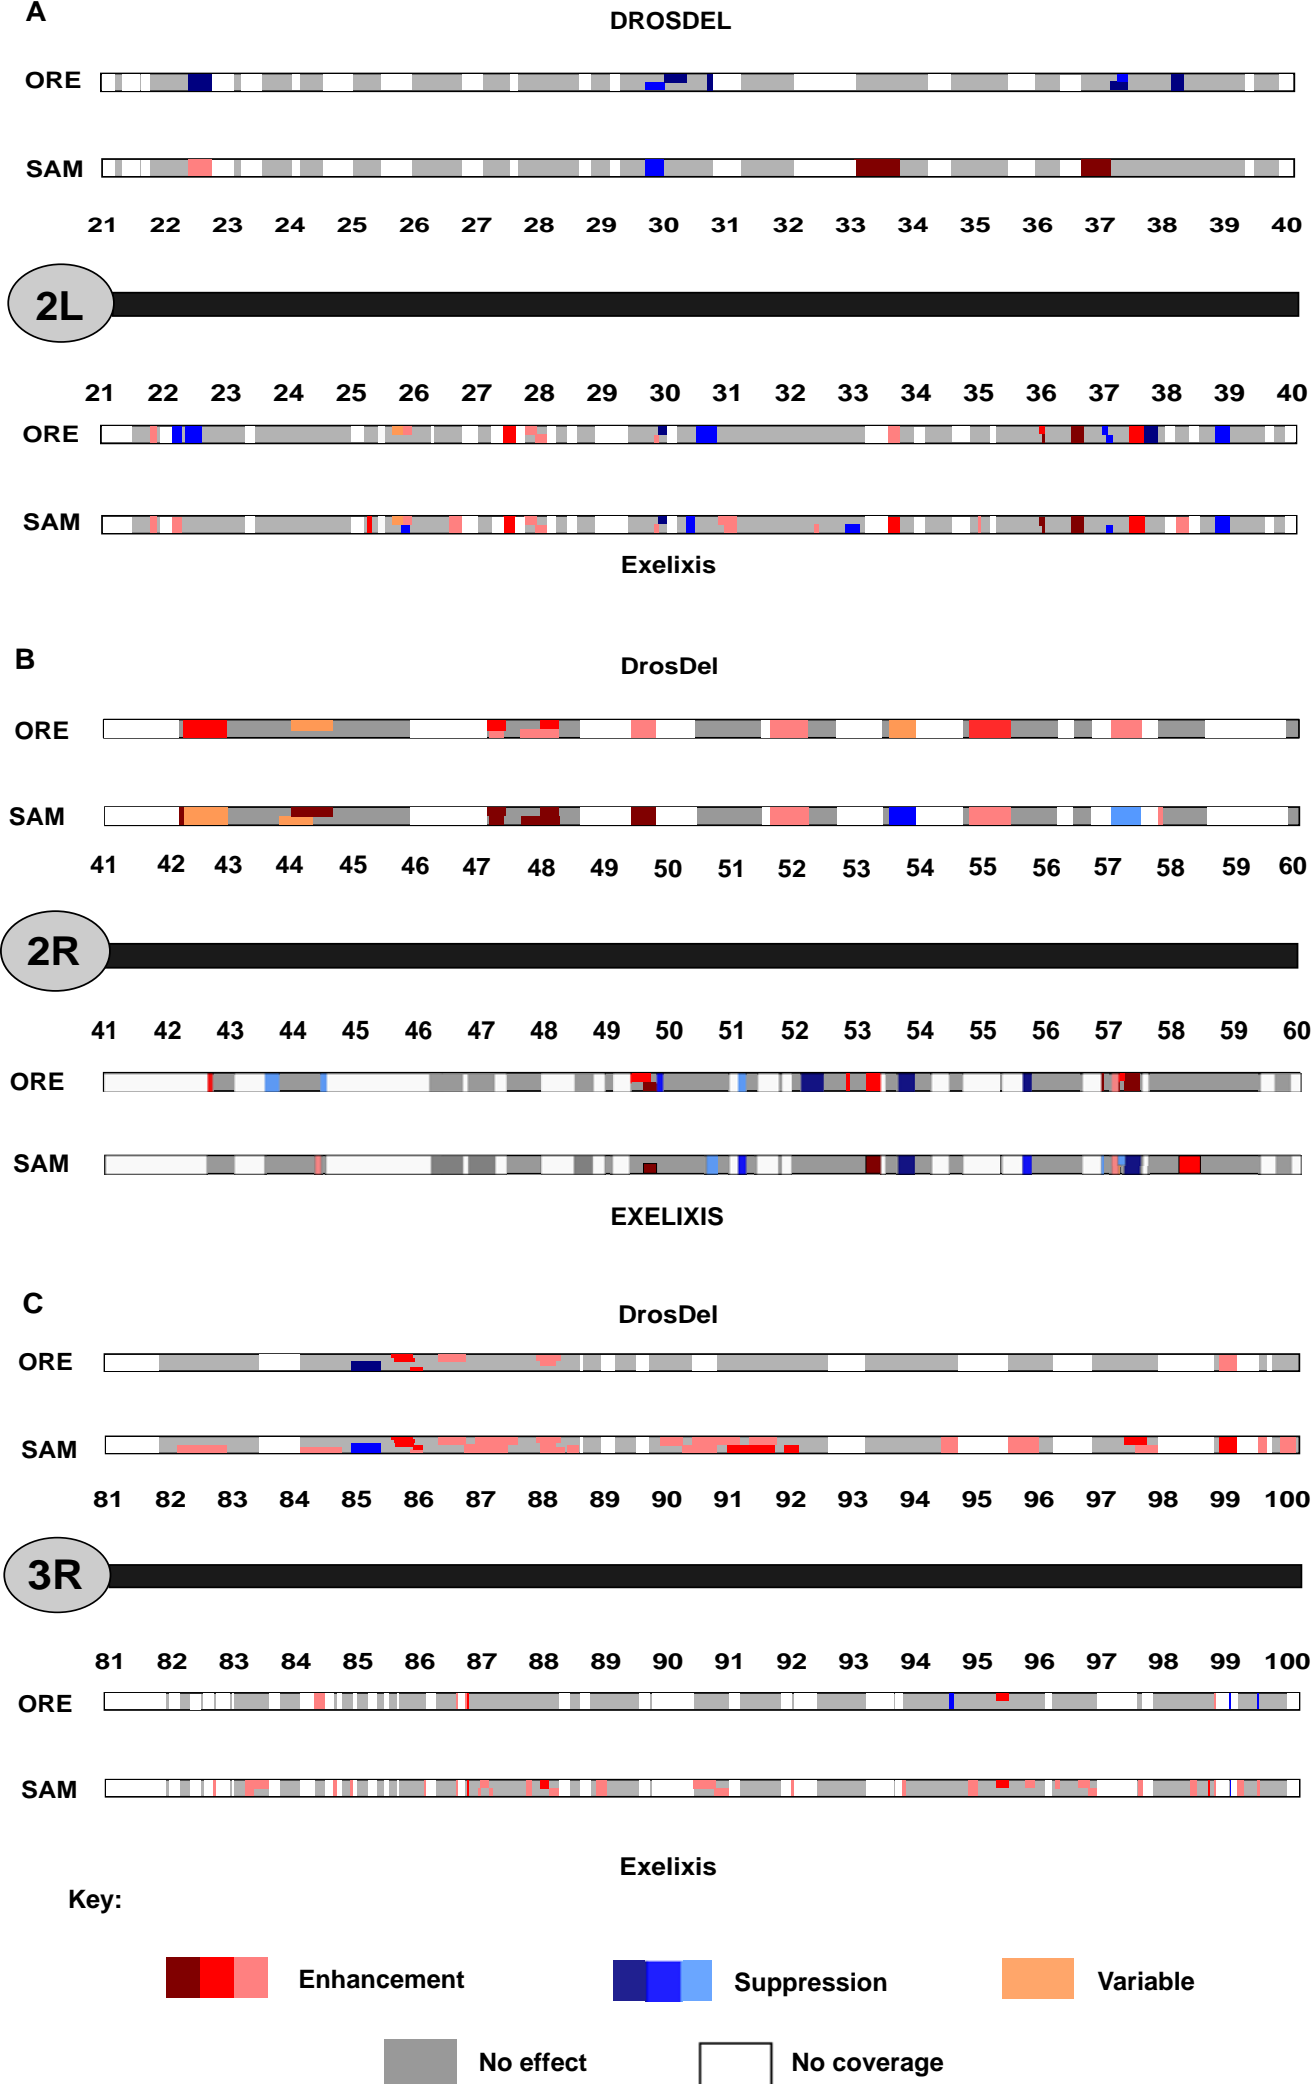 A
DROSDEL
ORE
SAM
21 22 23 24 25 26 27 28 29 30 31 32 33 34 35 36 37 38 39 40
2L
21 22 23 24 25 26 27 28 29 30 31 32 33 34 35 36 37 38 39 40
ORE
SAM
Exelixis
B
DrosDel
ORE
SAM
41 42 43 44 45 46 47 48 49 50 51 52 53 54 55 56 57 58 59 60
2R
41 42 43 44 45 46 47 48 49 50 51 52 53 54 55 56 57 58 59 60
ORE
SAM
EXELIXIS
C
DrosDel
ORE
SAM
81 82 83 84 85 86 87 88 89 90 91 92 93 94 95 96 97 98 99 100
3R
81 82 83 84 85 86 87 88 89 90 91 92 93 94 95 96 97 98 99 100
ORE
SAM
Exelixis
Key:
Enhancement Suppression Variable
No effect No coverage